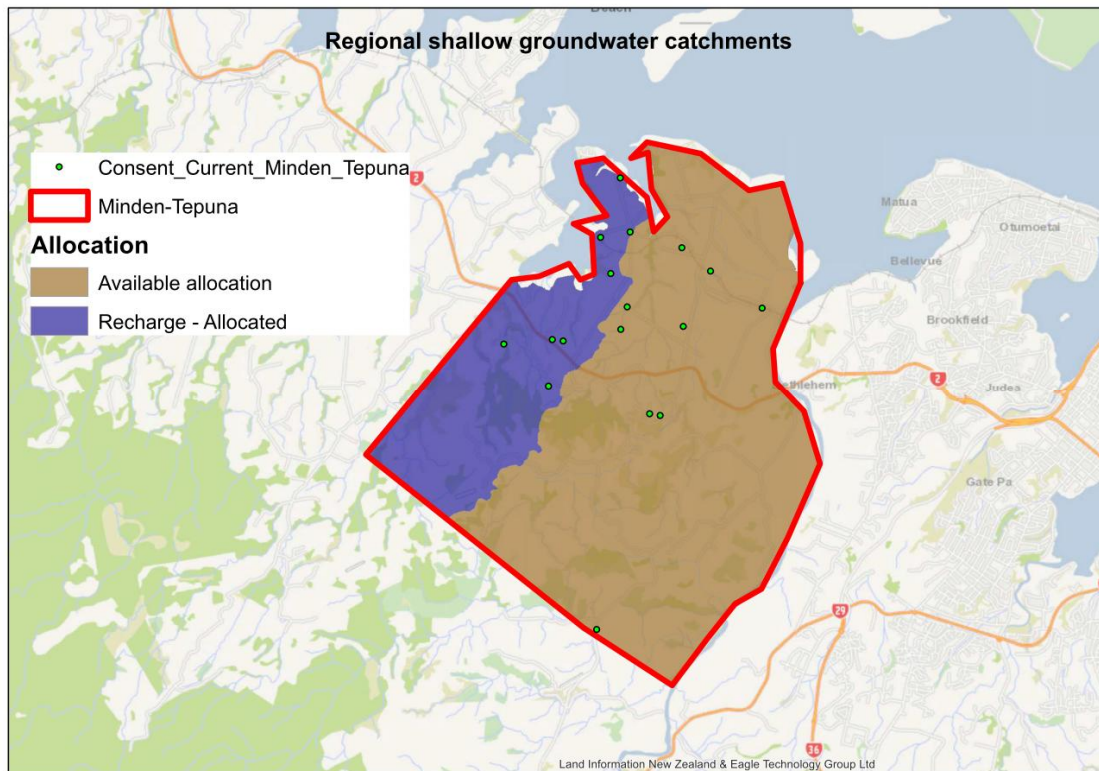 Beach
Regional shallow groundwater catchments
Consent_Current_Minden_Tepuna
Minden-Tepuna
Allocation
Available allocation
Recharge - Allocated
2
Matua
Otumoetai
Bellevue
Brookfield
2
Judea
Bethlehem
Gate Pa
29
36
Land Information New Zealand & Eagle Technology Group Ltd